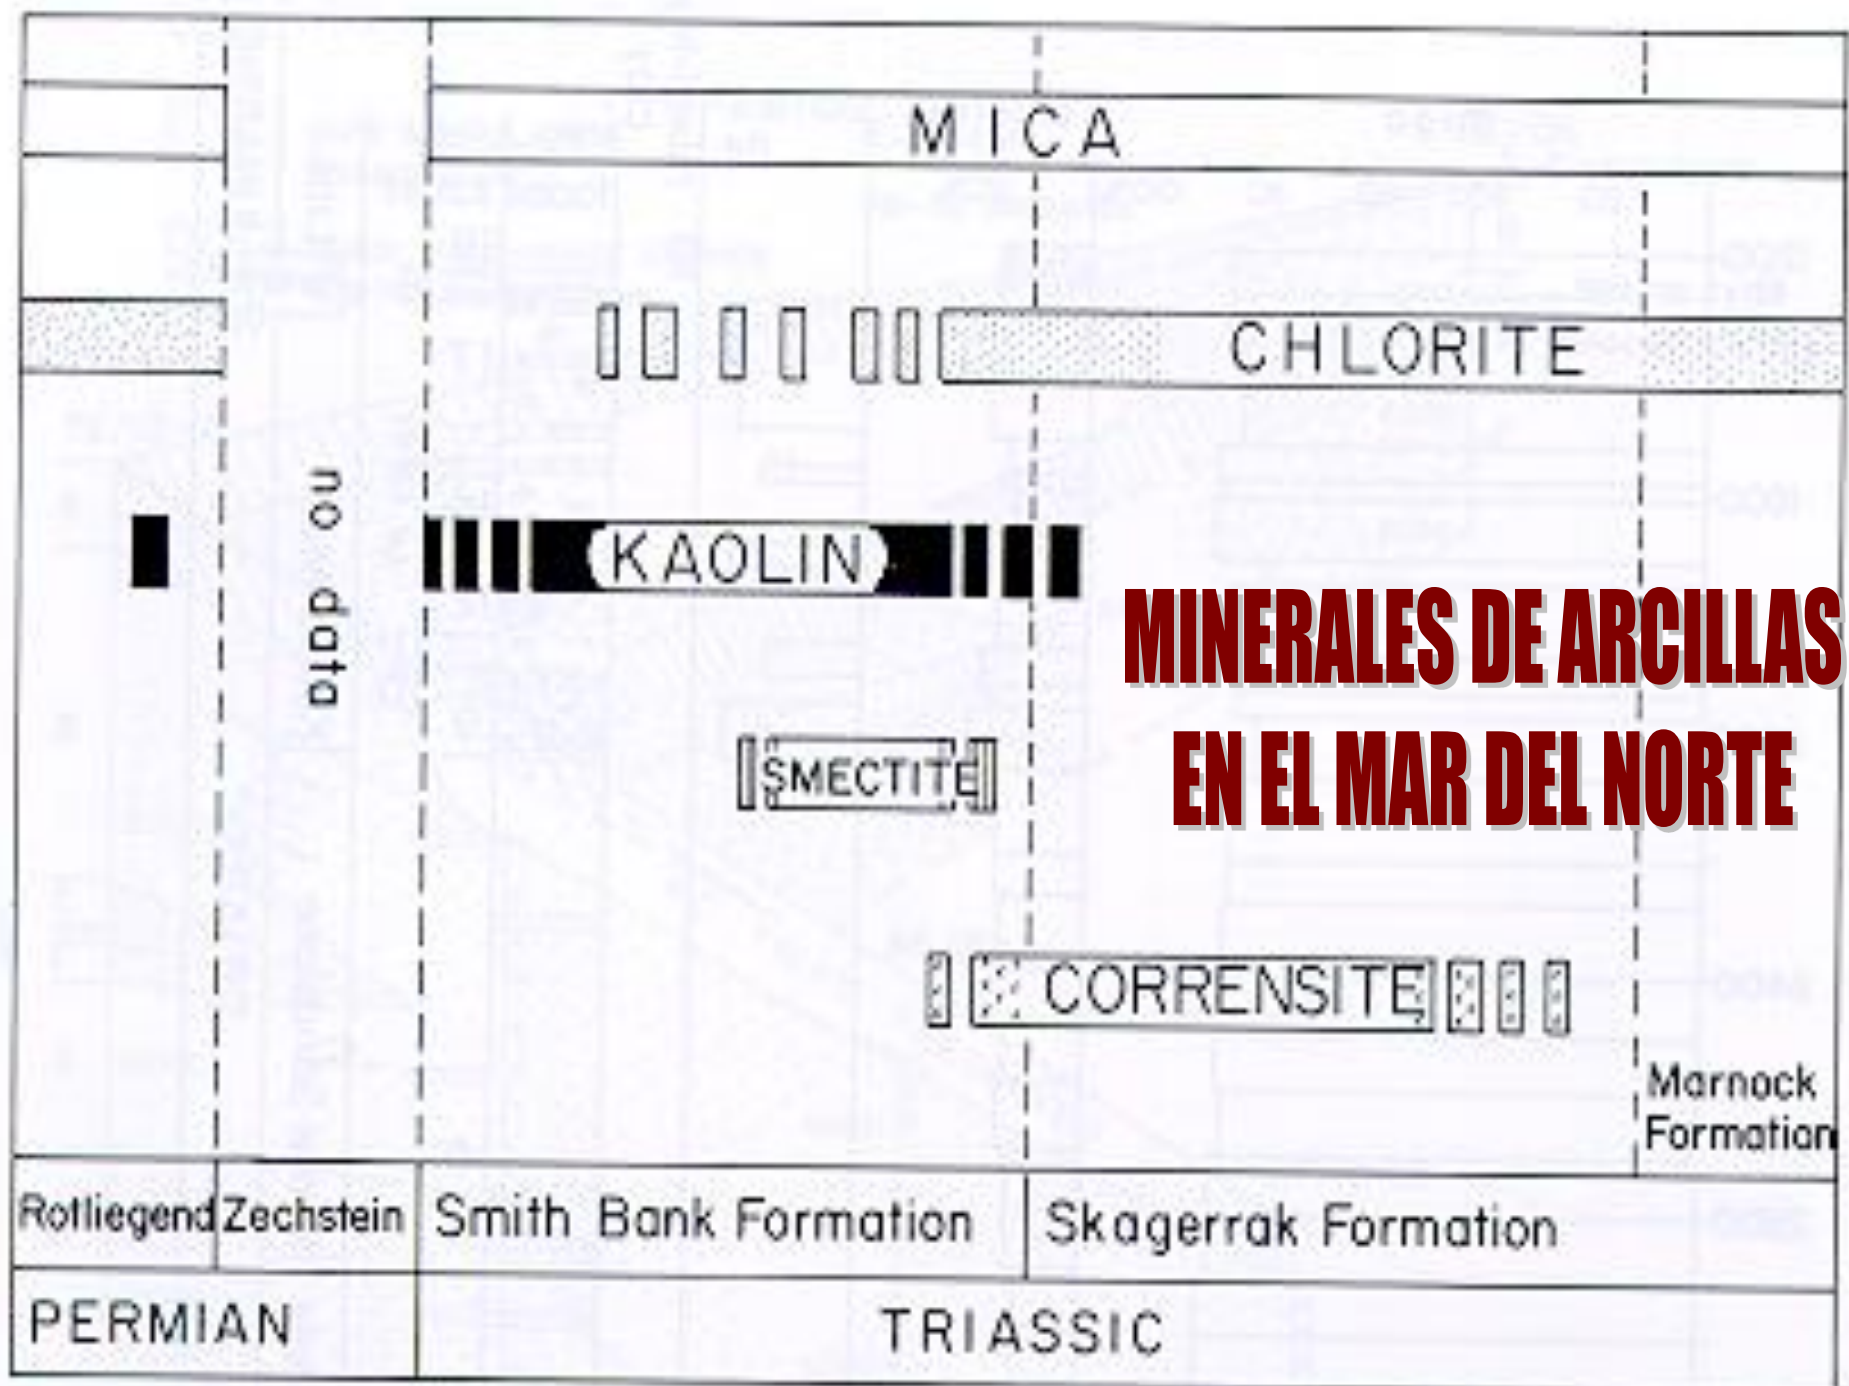 MICA
CHLORITE
no data
KAOLIN
MINERALES DE ARCILLAS
EN EL MAR DEL NORTE
SMECTITE
CORRENSITE
Marnock
Formation
Rotliegend Zechstein Smith Bank Formation Skagerrak Formation
PERMIAN TRIASSIC